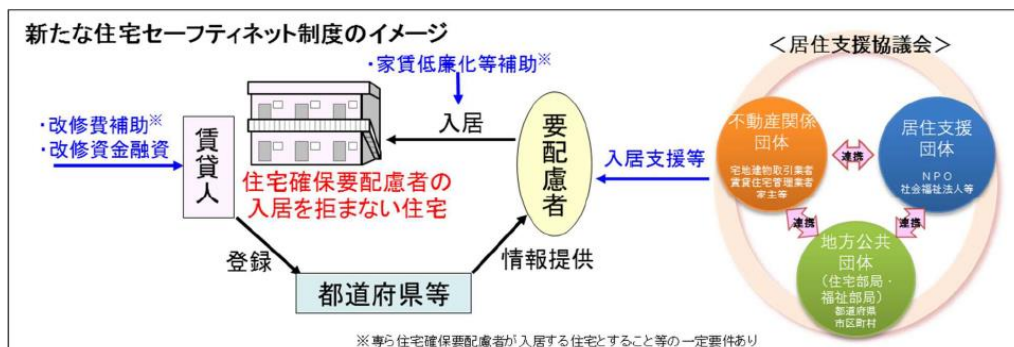 新たな住宅セーフティネット制度のイメージ
・家賃低廉化等補助※
・改修費補助※
・改修資金融資
賃貸人
入居
要配慮者
住宅確保要配慮者の
入居を拒まない住宅
登録
都道府県等
情報提供
入居支援等
＜居住支援協議会＞
不動産関係
団体
宅地建物取引業者
賃貸住宅管理業者
家主等
連携
居住支援
団体
NPO
社会福祉法人等
連携
連携
地方公共
団体
（住宅部局・
福祉部局）
都道府県
市区町村
※専ら住宅確保要配慮者が入居する住宅とすること等の一定要件あり